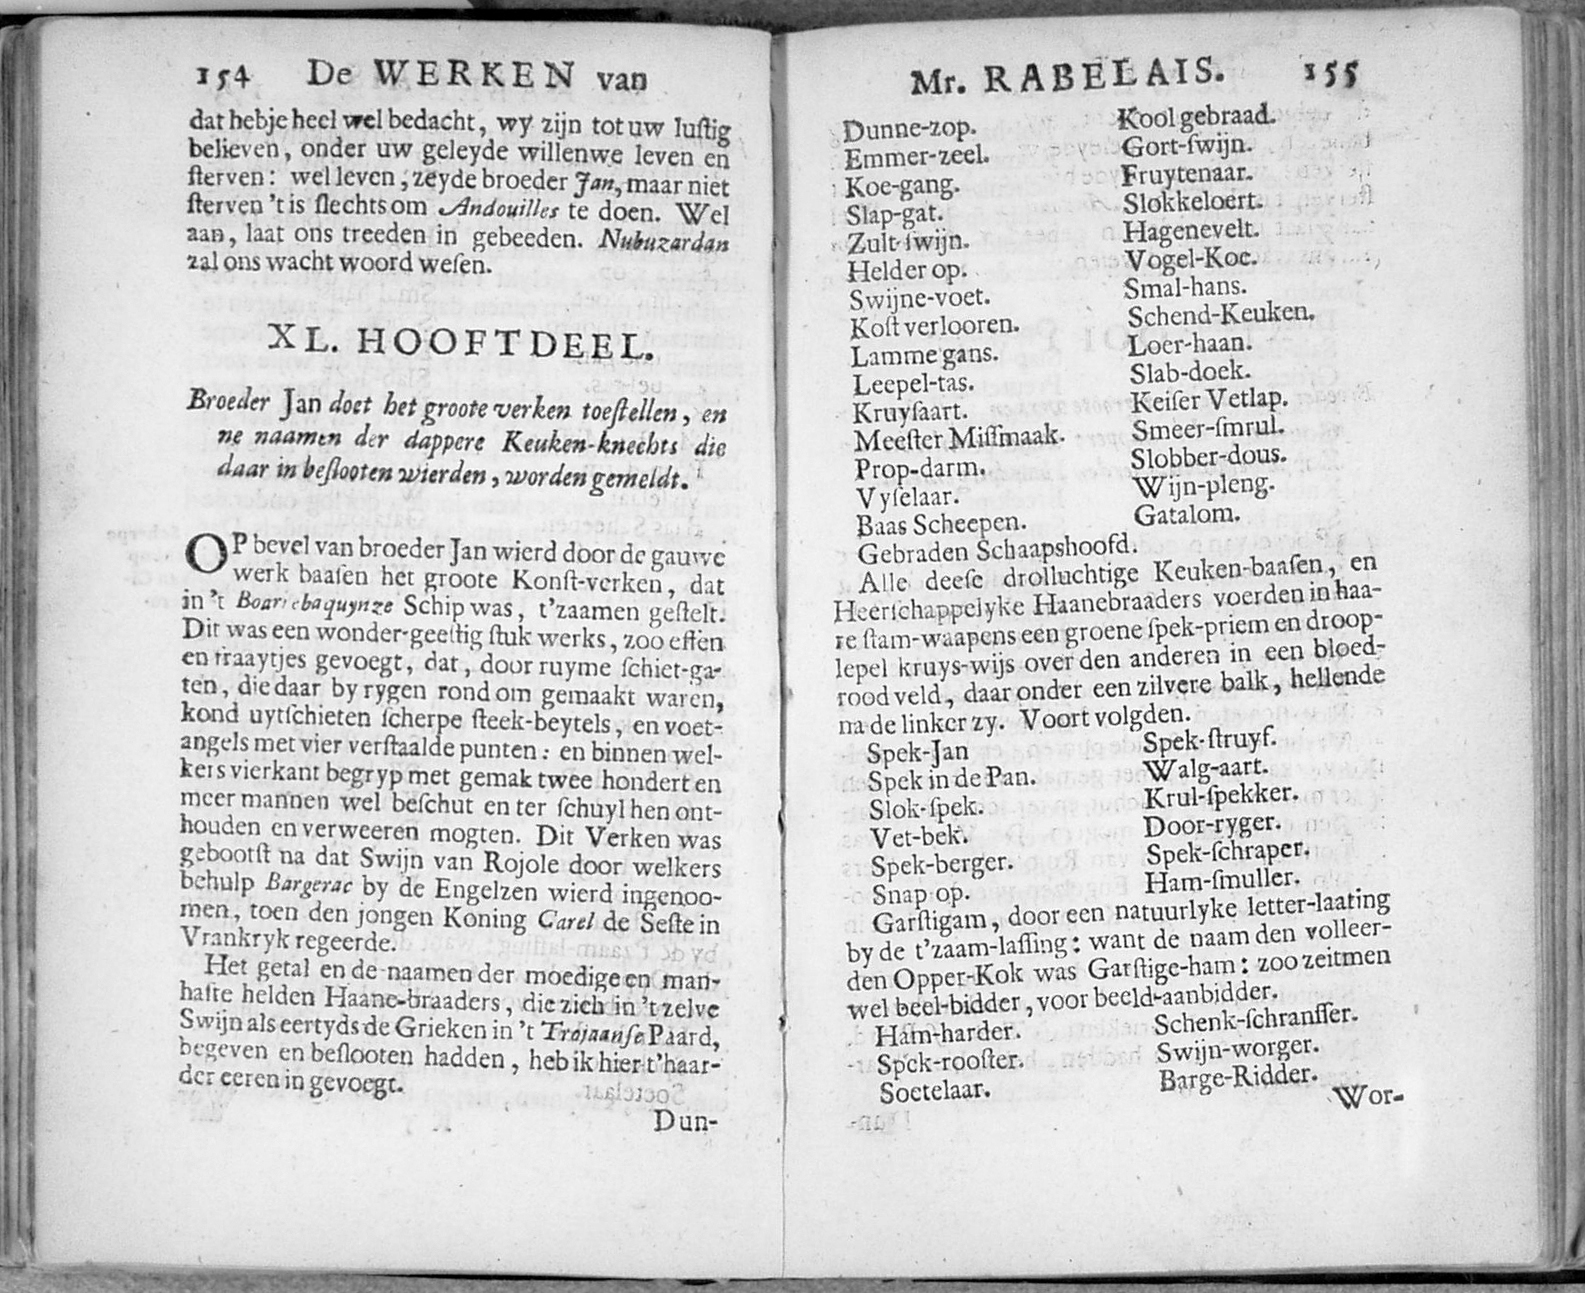 154 De WERKEN van
dat hebje heel wel bedacht, wy zijn tot uw lustig
believen, onder uw geleyde willenwe leven en
ſterven: wel leven, zeyde broeder Jan, maar niet
ſterven 't is ſlechts om Andouilles te doen. Wel
aan, laat ons treeden in gebeeden. Nubuzardan
zal ons wacht woord weſen.
XL. HOOFTDEEL.
Broeder Jan doet het groote verken toeſtellen, en
ne naamen der dappere Keuken-knechts die
daar in beſlooten wierden, worden gemeldt.
OP bevel van broeder Jan wierd door de gauwe
werk baaſen het groote Konſt-verken, dat
in 't Schip was, t'zaamen geſtelt.
Dit was een wonder-geeſtig ſtuk werks, zoo effen
en fraaytjes gevoegt, dat, door ruyme ſchiet-ga-
ten, die daar by rygen rond om gemaakt waren,
kond uytſchieten ſcherpe ſteek-beytels, en voet-
angels met vier verſtaalde punten: en binnen wel-
kers vierkant begryp met gemak twee hondert en
meer mannen wel beſchut en ter ſchuyl hen ont-
houden en verweeren mogten. Dit Verken was
gebootſt na dat Swijn van Rojole door welkers
behulp Bargerac by de Engelzen wierd ingenoo-
men, toen den jongen Koning Carel de Seſte in
Vrankryk regeerde.
Het getal en de naamen der moedige en man-
hafte helden Haane-braaders, die zich in 't zelve
Swijn als eertyds de Grieken in 't Trojaanſe Paard,
begeven en beſlooten hadden, heb ik hier t'haar-
der eeren in gevoegt.
Dun-
Mr. RABELAIS. 155
Dunne-zop.
Emmer-zeel.
Koe-gang.
Slap-gat.
Zult-ſwijn.
Helder op.
Swijne-voet.
Koſt verlooren.
Lamme gans.
Leepel-tas.
Kruyſaart.
Meeſter Miſſmaak.
Prop-darm.
Vyſelaar.
Baas Scheepen.
Gebraden Schaapshoofd.
Kool gebraad.
Gort-ſwijn.
Fruytenaar.
Slokkeloert.
Hagenevelt.
Vogel-Koe.
Smal-hans.
Schend-Keuken.
Loer-haan.
Slab-doek.
Keiſer Vetlap.
Smeer-ſmrul.
Slobber-dous.
Wijn-pleng.
Gatalom.
Alle deeſe drolluchtige Keuken-baaſen, en
Heerſchappelyke Haanebraaders voerden in haa-
re ſtam-waapens een groene ſpek-priem en droop-
lepel kruys-wijs over den anderen in een bloed-
rood veld, daar onder een zilvere balk, hellende
na de linker zy. Voort volgden.
Spek-Jan
Spek in de Pan.
Slok-ſpek.
Vet-bek.
Spek-berger.
Snap op.
Spek-ſtruyf.
Walg-aart.
Krul-ſpekker.
Door-ryger.
Spek-ſchraper.
Ham-ſmuller.
Garſtigam, door een natuurlyke letter-laating
by de t'zaam-laſſing: want de naam den volleer-
den Opper-Kok was Garſtige-ham: zoo zeitmen
wel beel-bidder, voor beeld-aanbidder.
Ham-harder.
Spek-rooſter.
Soetelaar.
Schenk-ſchranſſer.
Swijn-worger.
Barge-Ridder.
Wor-